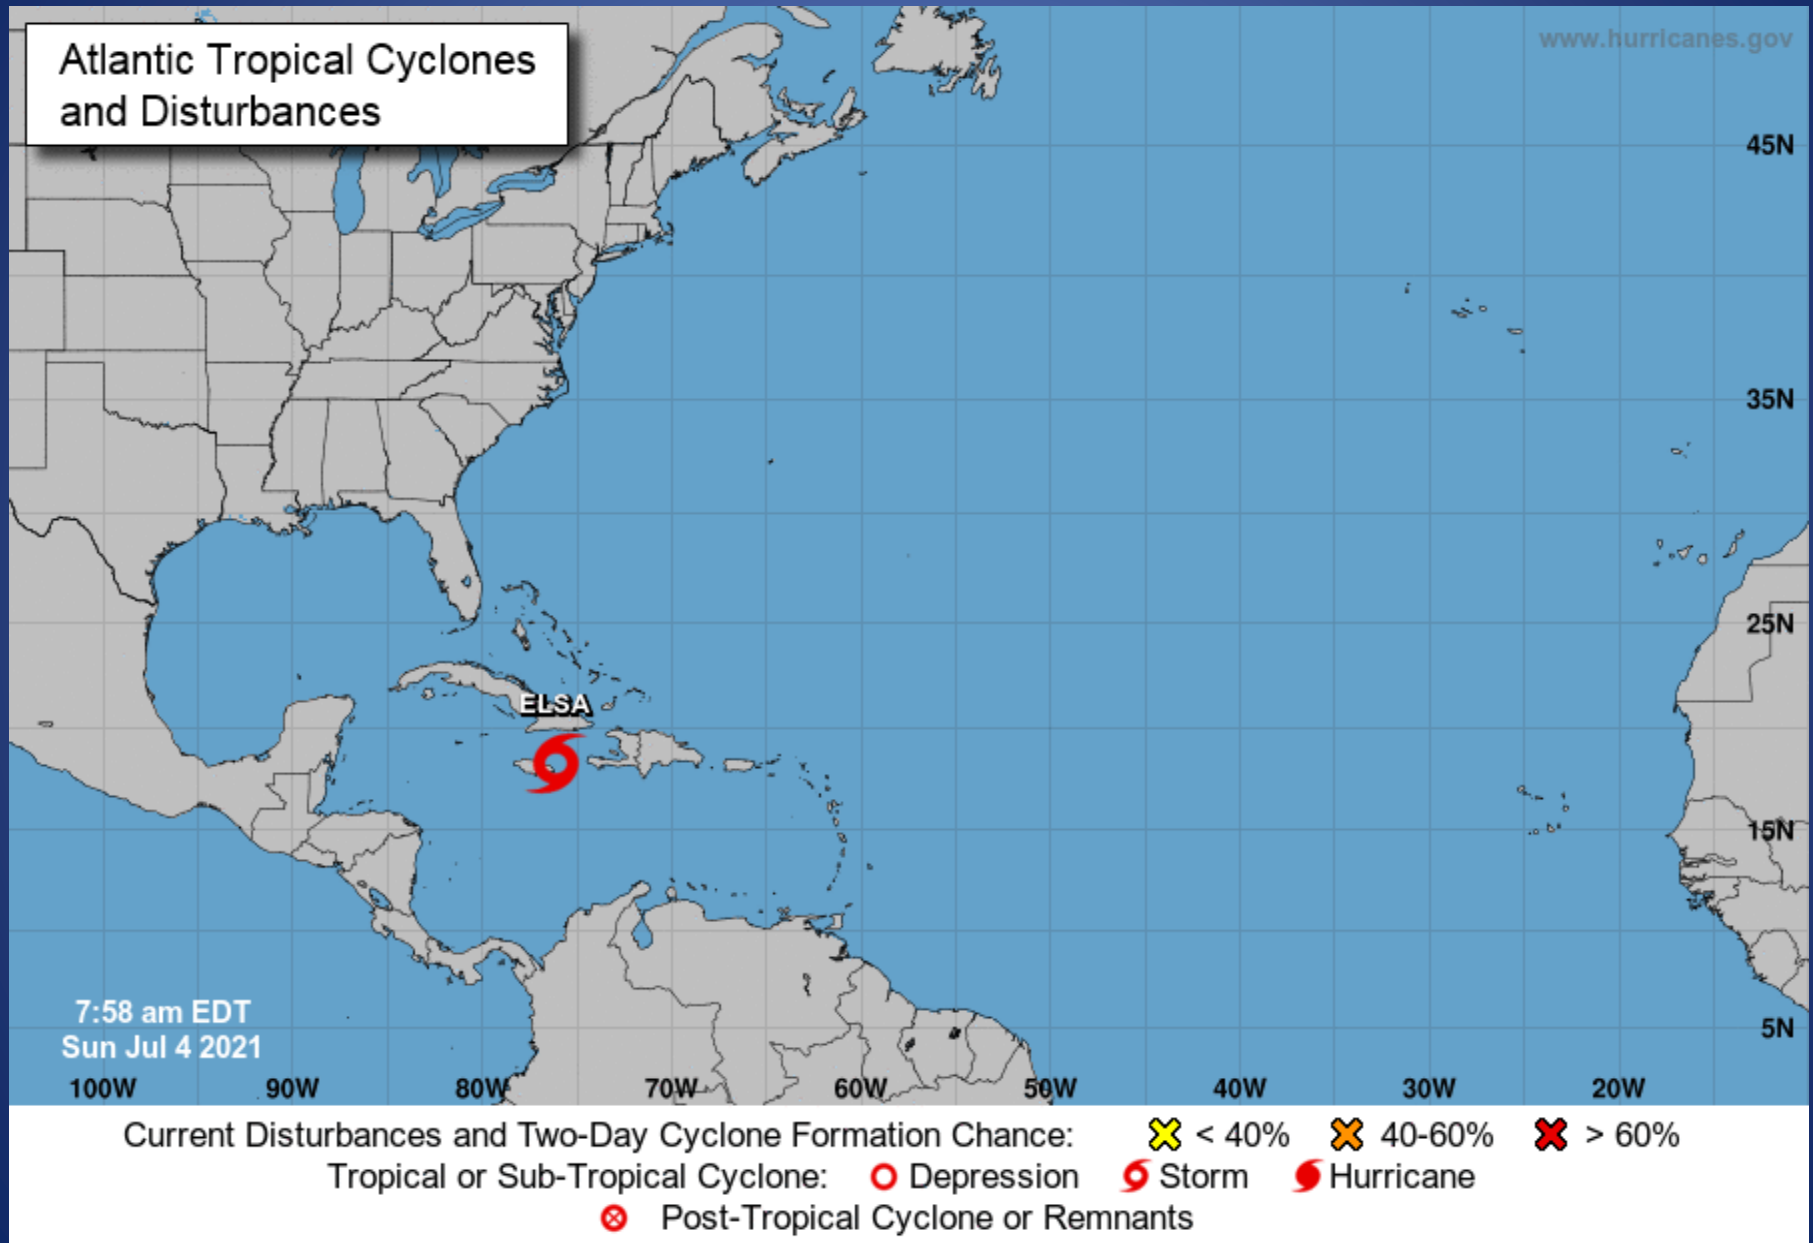 Atlantic Tropical Cyclones
and Disturbances
www.hurricanes.gov
45N
35N
25N
ELSA
15N
5N
7:58 am EDT
Sun Jul 4 2021
100W 90W 80W 70W 60W 50W 40W 30W 20W
Current Disturbances and Two-Day Cyclone Formation Chance: < 40% 40-60% > 60%
Tropical or Sub-Tropical Cyclone: Depression Storm Hurricane
Post-Tropical Cyclone or Remnants